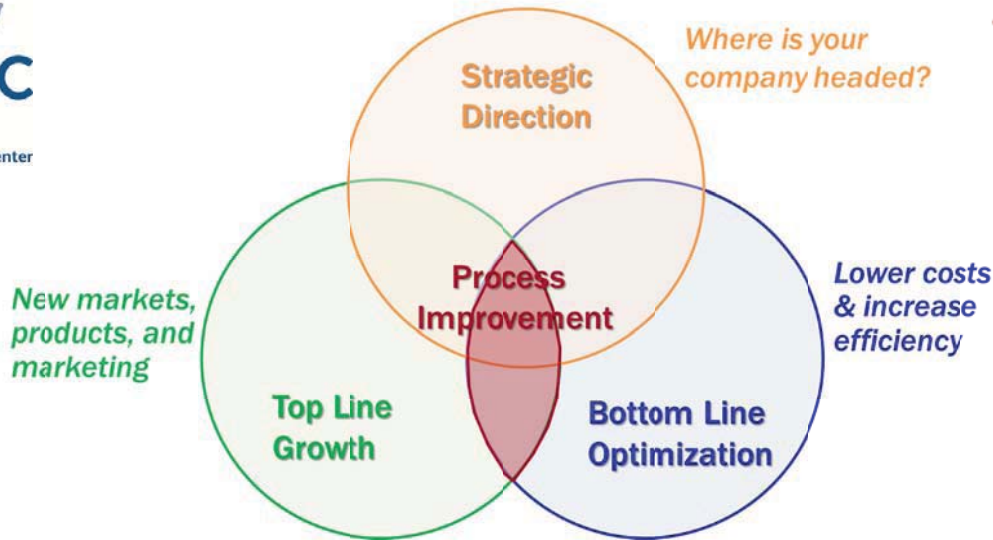 C
enter
Strategic
Direction
Where is your
company headed?
Process
Improvement
New markets,
products, and
marketing
Lower costs
& increase
efficiency
Top Line
Growth
Bottom Line
Optimization